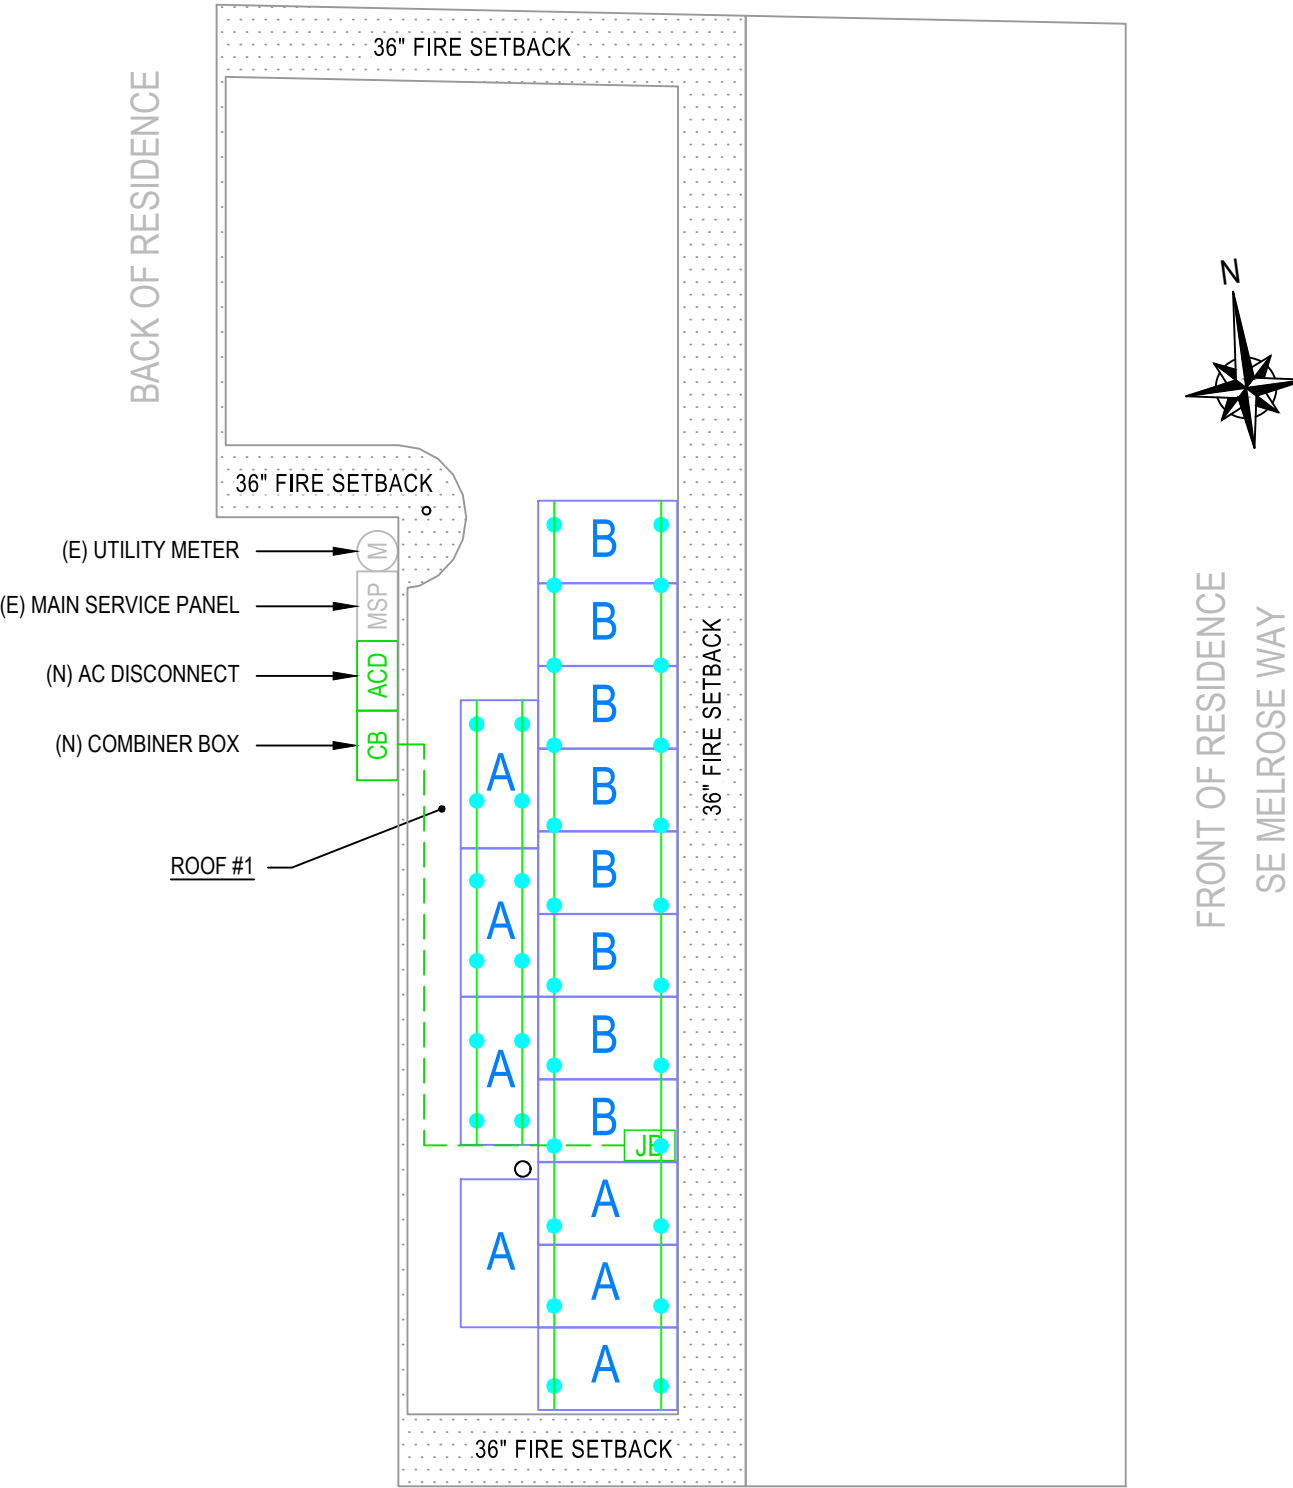 36" FIRE SETBACK
BACK OF RESIDENCE
N
36" FIRE SETBACK
(E) UTILITY METER
M
(E) MAIN SERVICE PANEL
MSP
(N) AC DISCONNECT
ACD
(N) COMBINER BOX
CB
ROOF #1
36" FIRE SETBACK
FRONT OF RESIDENCE
SE MELROSE WAY
B
B
B
B
B
B
B
B
A
A
A
JB
A
A
A
A
36" FIRE SETBACK